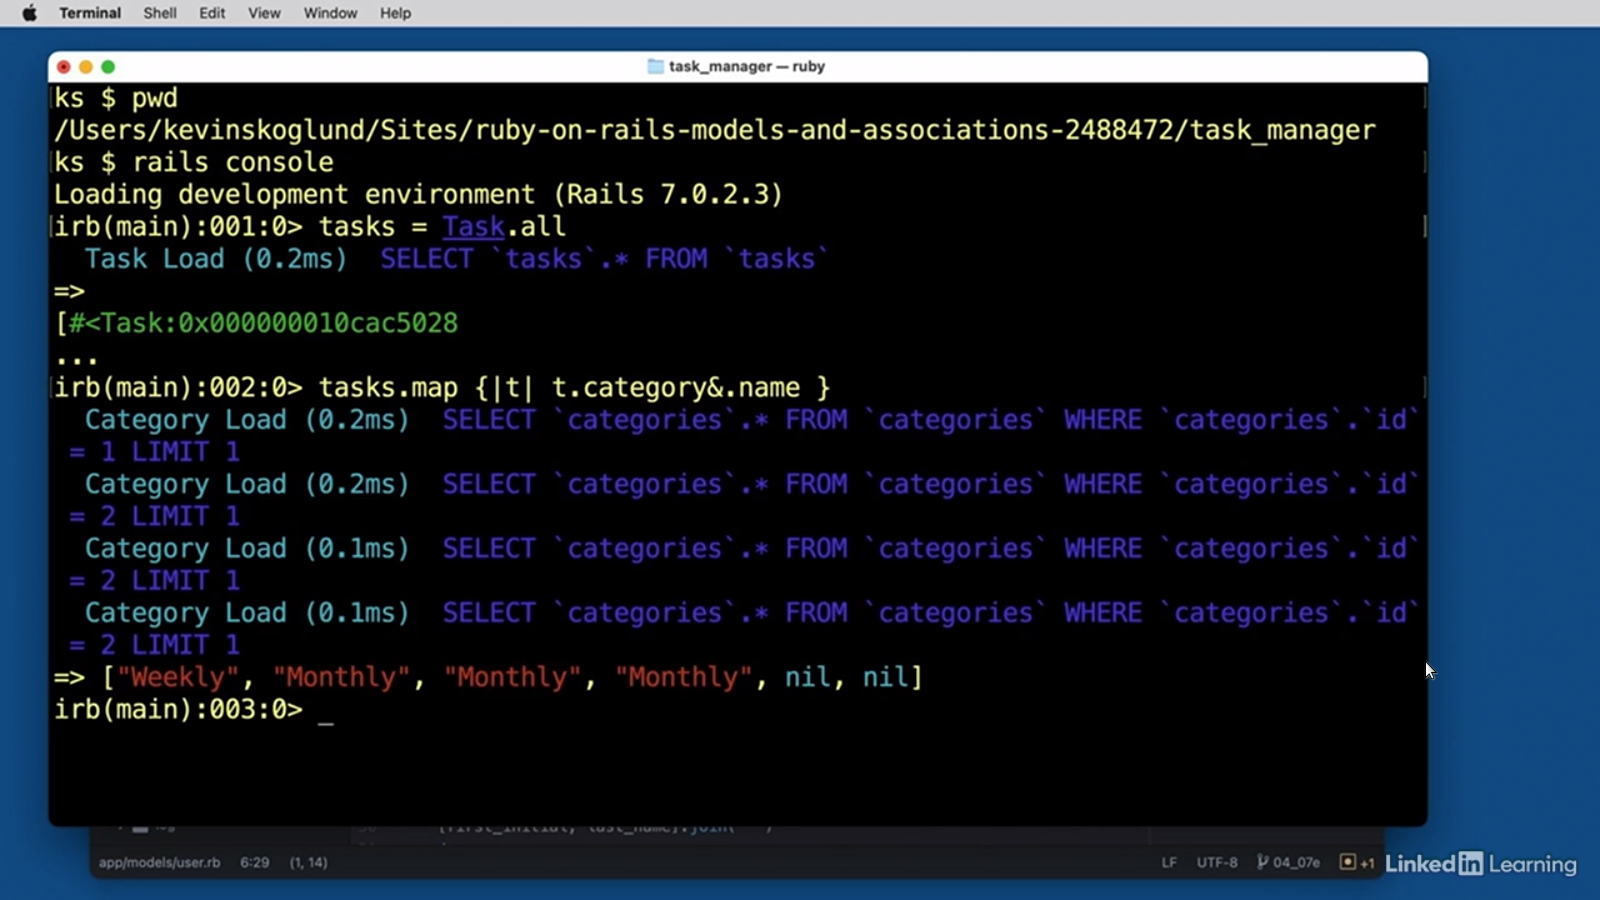 Terminal Shell Edit View Window Help
task_manager — ruby
ks $ pwd
/Users/kevinskoglund/Sites/ruby-on-rails-models-and-associations-2488472/task_manager
ks $ rails console
Loading development environment (Rails 7.0.2.3)
irb(main):001:0> tasks = Task.all
Task Load (0.2ms) SELECT `tasks`.* FROM `tasks`
=>
[#<Task:0x000000010cac5028
...
irb(main):002:0> tasks.map {|t| t.category&.name }
Category Load (0.2ms) SELECT `categories`.* FROM `categories` WHERE `categories`.`id`
= 1 LIMIT 1
Category Load (0.2ms) SELECT `categories`.* FROM `categories` WHERE `categories`.`id`
= 2 LIMIT 1
Category Load (0.1ms) SELECT `categories`.* FROM `categories` WHERE `categories`.`id`
= 2 LIMIT 1
Category Load (0.1ms) SELECT `categories`.* FROM `categories` WHERE `categories`.`id`
= 2 LIMIT 1
=> ["Weekly", "Monthly", "Monthly", "Monthly", nil, nil]
irb(main):003:0> _
app/models/user.rb 6:29 (1, 14) LF UTF-8 04_07e +1
LinkedIn Learning